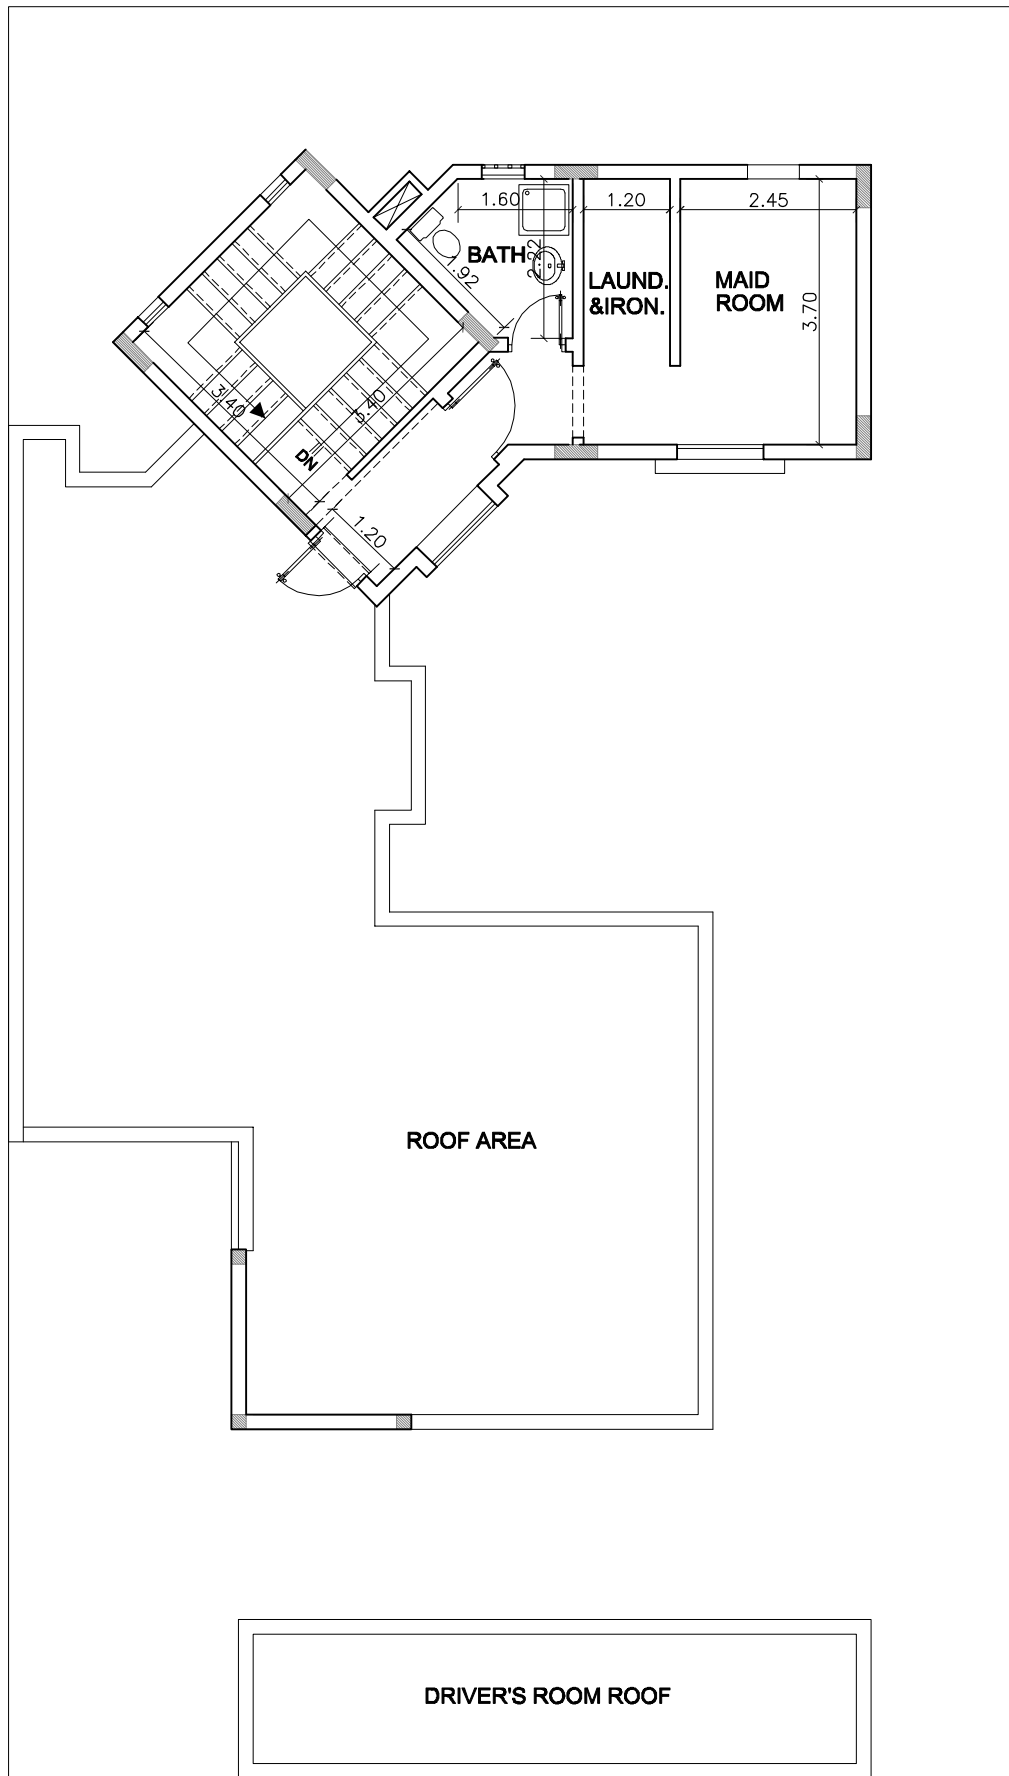 1.60
1.20
2.45
BATH
2.22
1.92
LAUND.
&IRON.
MAID
ROOM
3.70
3.40
3.40
DN
1.20
ROOF AREA
DRIVER'S ROOM ROOF